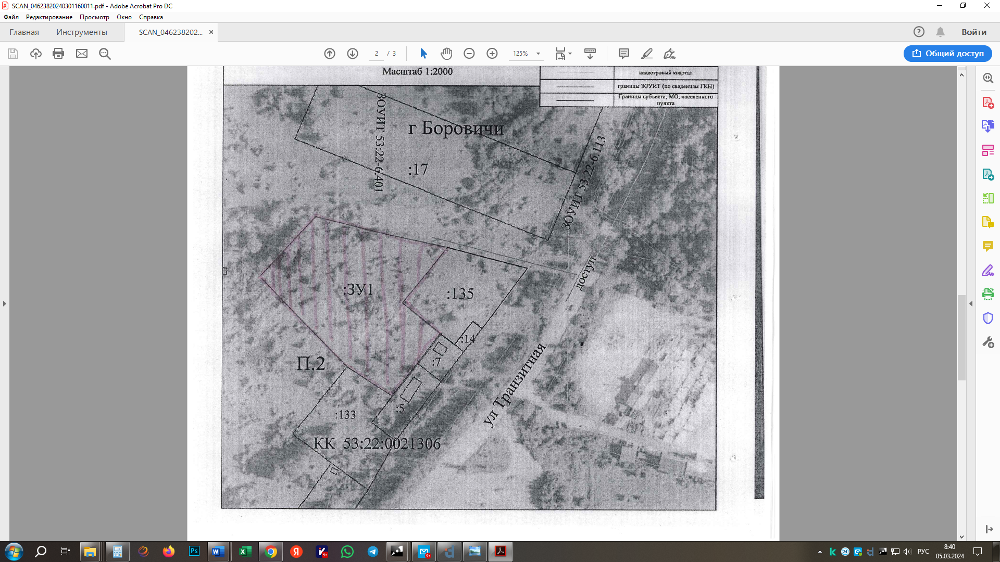 SCAN_04623820240301160011.pdf - Adobe Acrobat Pro DC
Файл Редактирование Просмотр Окно Справка
Главная Инструменты SCAN_046238202... × Войти
2 / 3 125% Общий доступ
Масштаб 1:2000
кадастровый квартал
границы ЗОУИТ (по сведениям ГКН)
Границы субъекта, МО, населенного
пункта
ЗОУИТ 53:22-6.401
г Боровичи
ЗОУИТ 53:22-6.113
:17
доступ
:ЗУ1
:135
:14
:7
П.2
ул Транзитная
:5
:133
КК 53:22:0021306
РУС
8:40
05.03.2024